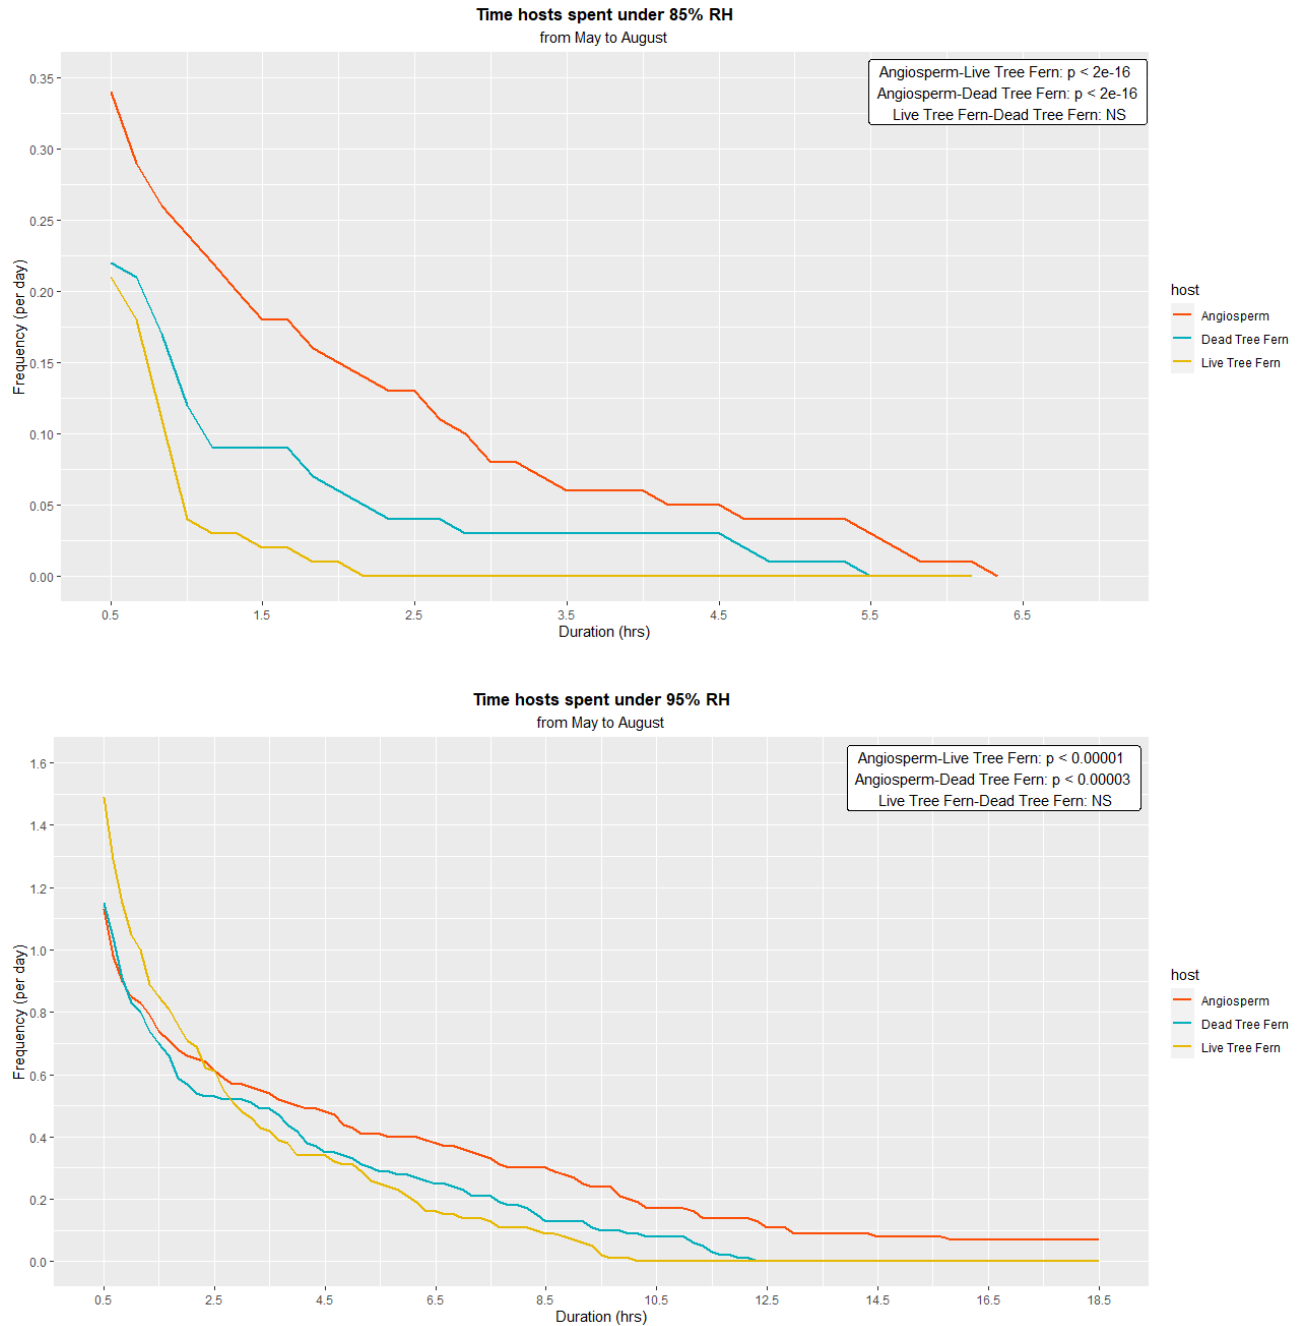 Time hosts spent under 85% RH
from May to August
Angiosperm-Live Tree Fern: p < 2e-16
Angiosperm-Dead Tree Fern: p < 2e-16
Live Tree Fern-Dead Tree Fern: NS
0.35
0.30
0.25
0.20
0.15
0.10
0.05
0.00
Frequency (per day)
0.5 1.5 2.5 3.5 4.5 5.5 6.5
Duration (hrs)
host
Angiosperm
Dead Tree Fern
Live Tree Fern
Time hosts spent under 95% RH
from May to August
Angiosperm-Live Tree Fern: p < 0.00001
Angiosperm-Dead Tree Fern: p < 0.00003
Live Tree Fern-Dead Tree Fern: NS
1.6
1.4
1.2
1.0
0.8
0.6
0.4
0.2
0.0
Frequency (per day)
0.5 2.5 4.5 6.5 8.5 10.5 12.5 14.5 16.5 18.5
Duration (hrs)
host
Angiosperm
Dead Tree Fern
Live Tree Fern